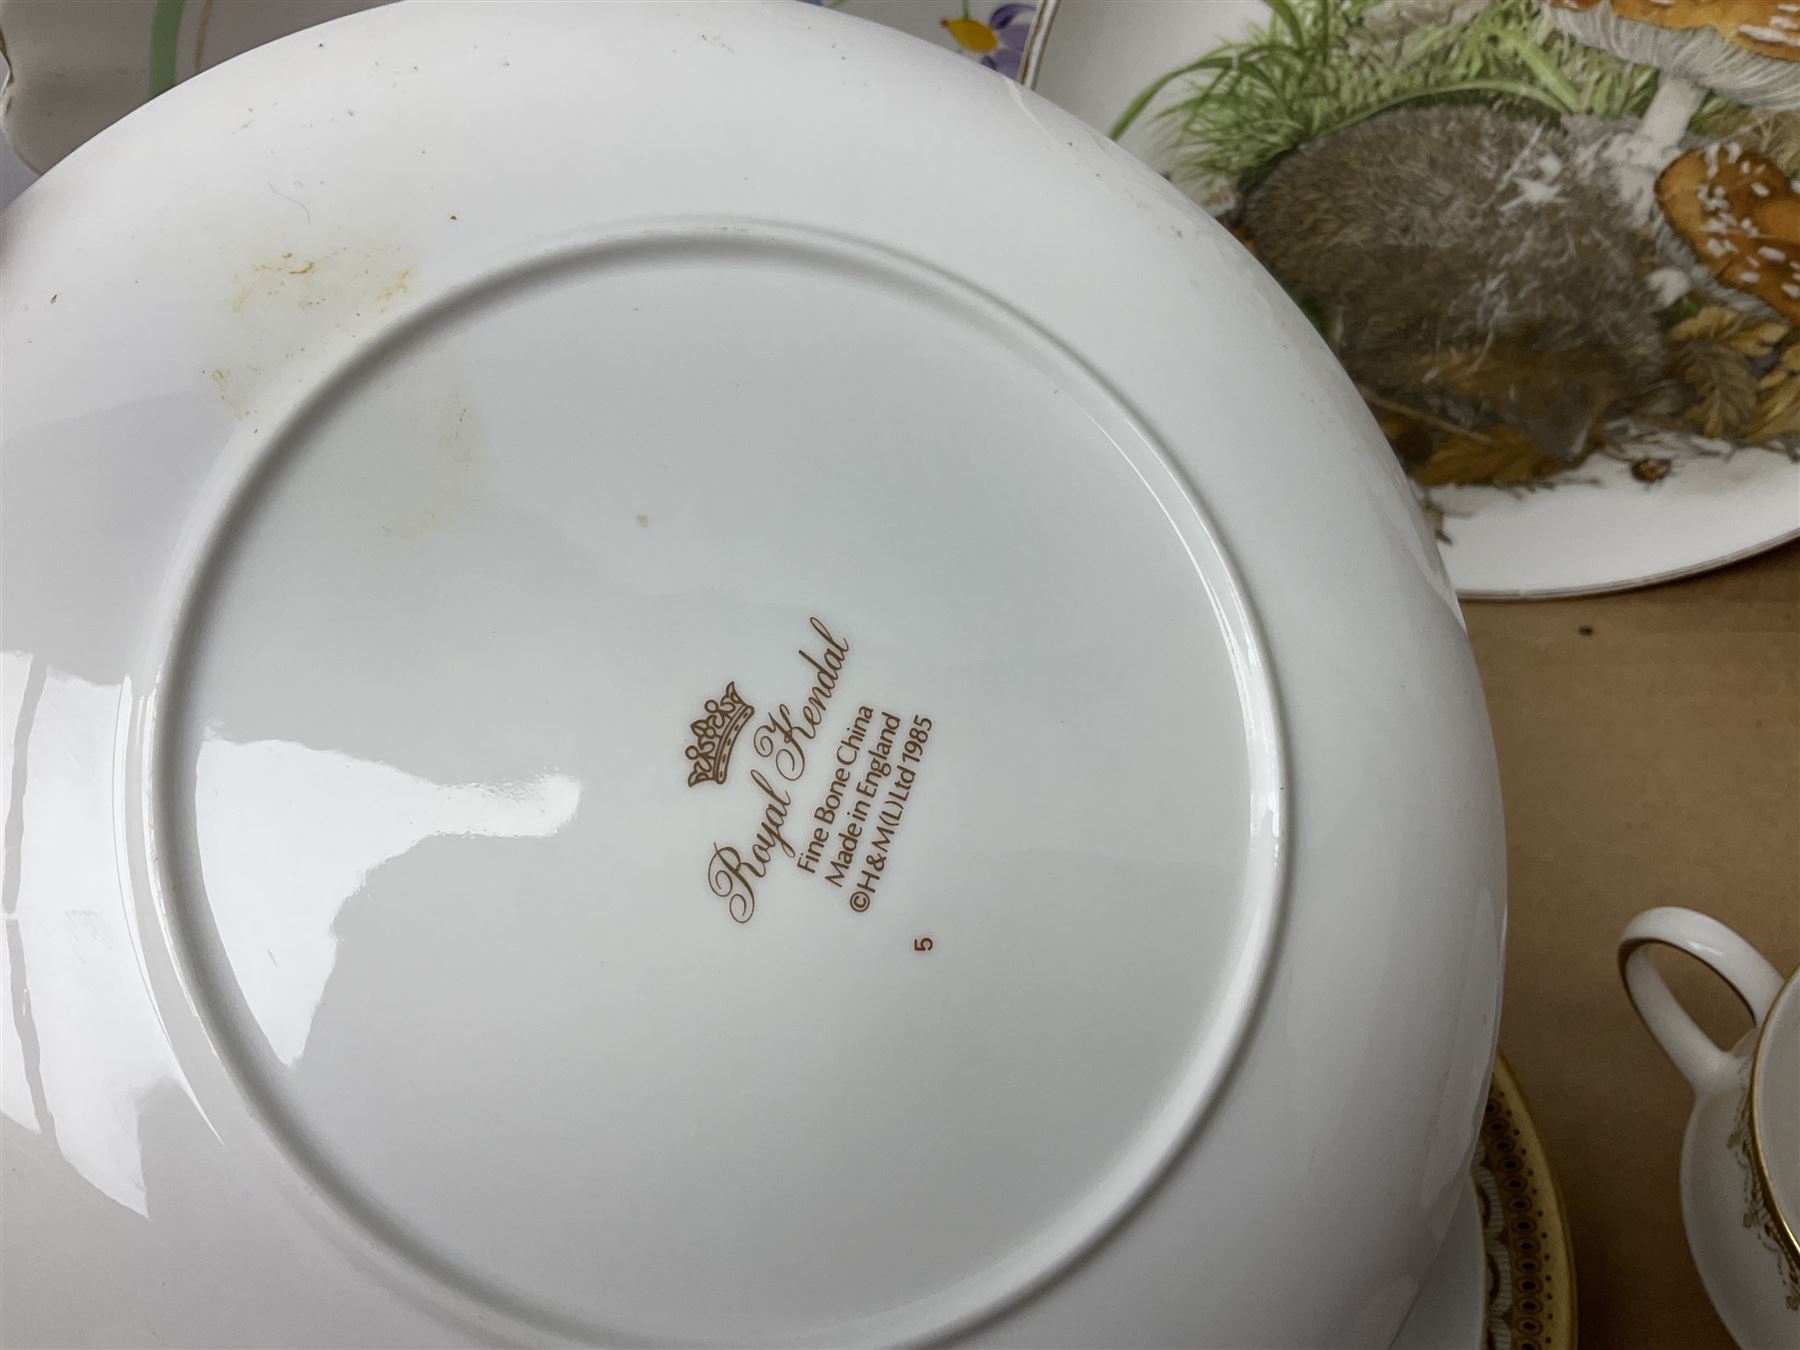 Royal Kendal
Fine Bone China
Made in England
©H&M(L)Ltd 1985
5